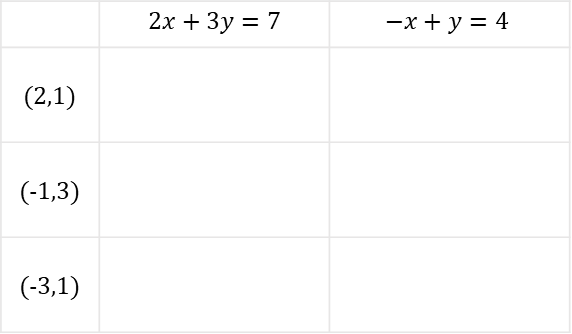 2x + 3y = 7 −x + y = 4
(2,1)
(-1,3)
(-3,1)